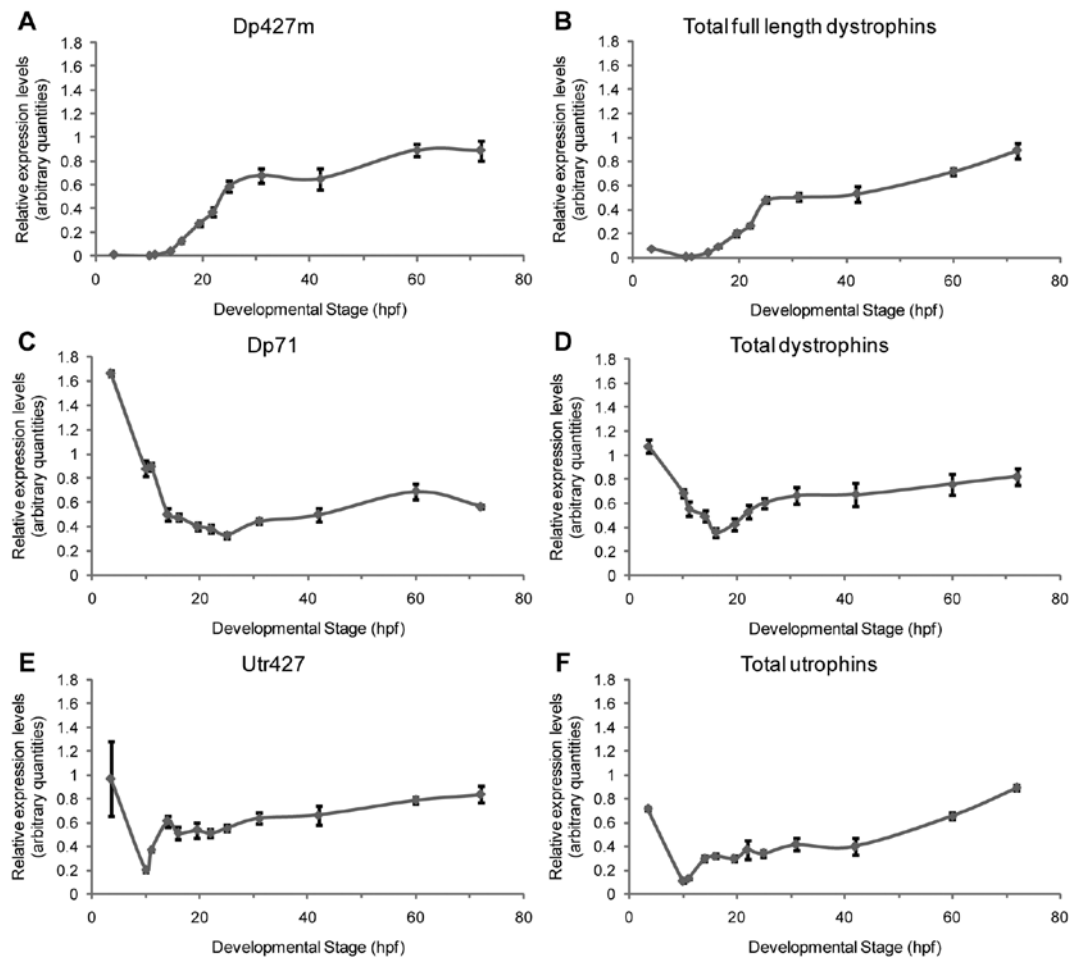 A
Dp427m
Relative expression levels
(arbitrary quantities)
1.8
1.6
1.4
1.2
1
0.8
0.6
0.4
0.2
0
0 20 40 60 80
Developmental Stage (hpf)
B
Total full length dystrophins
Relative expression levels
(arbitrary quantities)
1.8
1.6
1.4
1.2
1
0.8
0.6
0.4
0.2
0
0 20 40 60 80
Developmental Stage (hpf)
C
Dp71
Relative expression levels
(arbitrary quantities)
1.8
1.6
1.4
1.2
1
0.8
0.6
0.4
0.2
0
0 20 40 60 80
Developmental Stage (hpf)
D
Total dystrophins
Relative expression levels
(arbitrary quantities)
1.8
1.6
1.4
1.2
1
0.8
0.6
0.4
0.2
0
0 20 40 60 80
Developmental Stage (hpf)
E
Utr427
Relative expression levels
(arbitrary quantities)
1.8
1.6
1.4
1.2
1
0.8
0.6
0.4
0.2
0
0 20 40 60 80
Developmental Stage (hpf)
F
Total utrophins
Relative expression levels
(arbitrary quantities)
1.8
1.6
1.4
1.2
1
0.8
0.6
0.4
0.2
0
0 20 40 60 80
Developmental Stage (hpf)